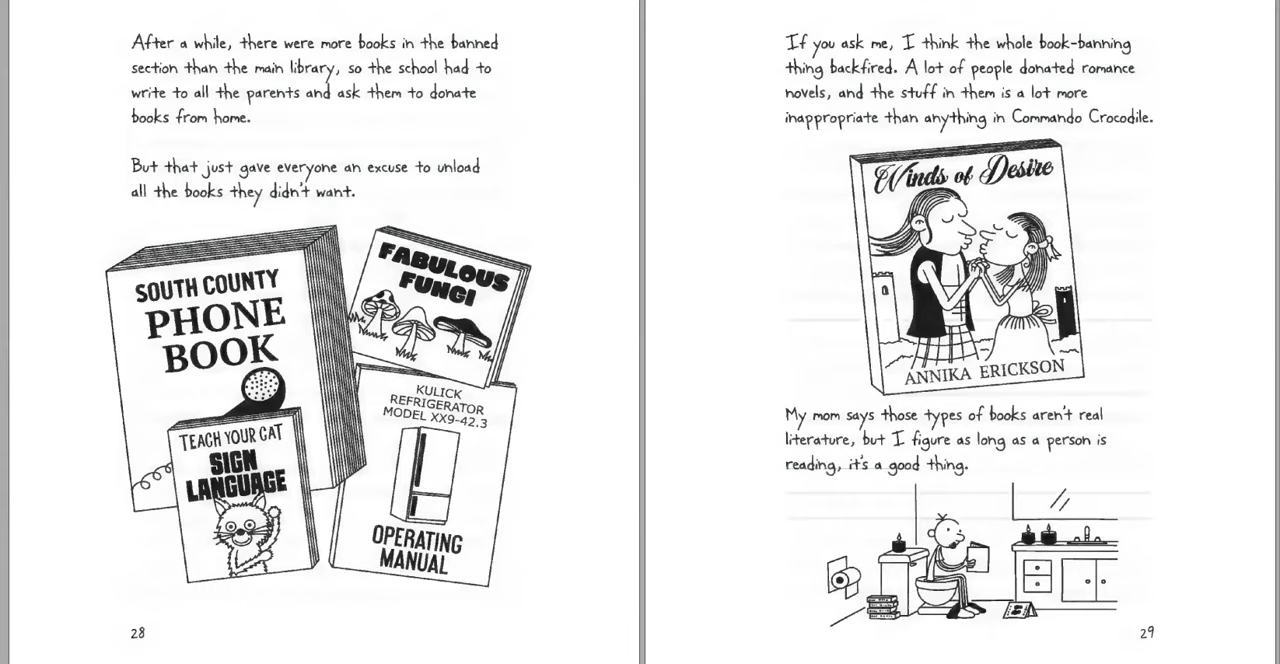 After a while, there were more books in the banned
section than the main library, so the school had to
write to all the parents and ask them to donate
books from home.
But that just gave everyone an excuse to unload
all the books they didn't want.
SOUTH COUNTY
PHONE
BOOK
FABULOUS
FUNGI
TEACH YOUR CAT
SIGN
LANGUAGE
KULICK
REFRIGERATOR
MODEL XX9-42.3
OPERATING
MANUAL
28
If you ask me, I think the whole book-banning
thing backfired. A lot of people donated romance
novels, and the stuff in them is a lot more
inappropriate than anything in Commando Crocodile.
Winds of Desire
ANNIKA ERICKSON
My mom says those types of books aren't real
literature, but I figure as long as a person is
reading, it's a good thing.
29